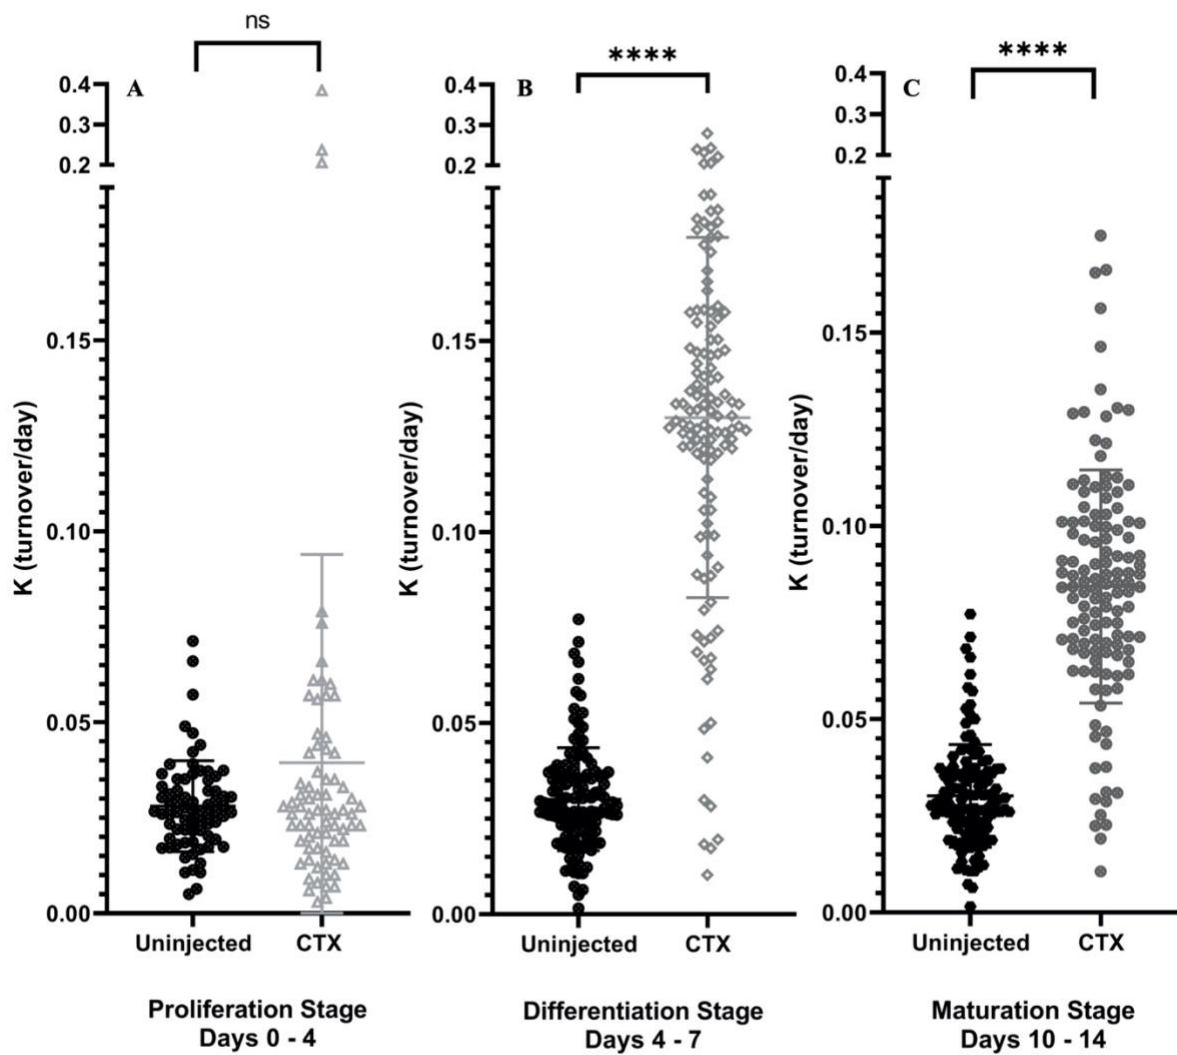 ns
****
****
A
B
C
0.4
0.3
0.2
0.15
0.10
0.05
0.00
K (turnover/day)
Uninjected
CTX
Proliferation Stage
Days 0 - 4
0.4
0.3
0.2
0.15
0.10
0.05
0.00
K (turnover/day)
Uninjected
CTX
Differentiation Stage
Days 4 - 7
0.4
0.3
0.2
0.15
0.10
0.05
0.00
K (turnover/day)
Uninjected
CTX
Maturation Stage
Days 10 - 14